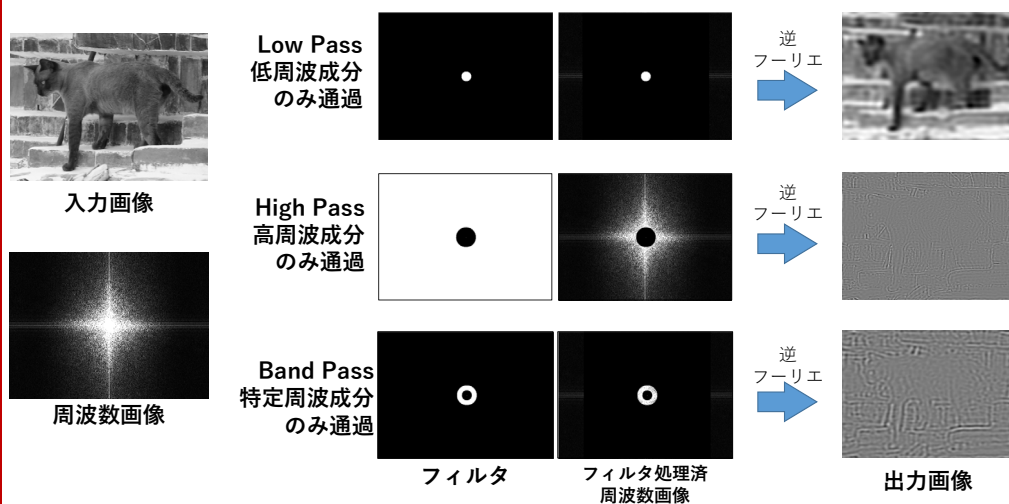 入力画像
周波数画像
Low Pass
低周波成分
のみ通過
逆
フーリエ
High Pass
高周波成分
のみ通過
逆
フーリエ
Band Pass
特定周波成分
のみ通過
逆
フーリエ
フィルタ
フィルタ処理済
周波数画像
出力画像